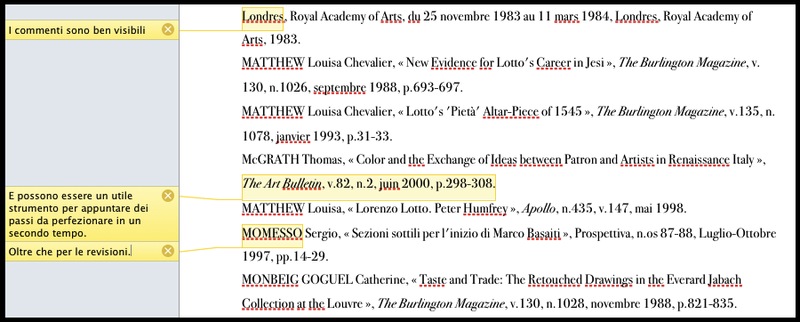 I commenti sono ben visibili
E possono essere un utile
strumento per appuntare dei
passi da perfezionare in un
secondo tempo.
Oltre che per le revisioni.
Londres, Royal Academy of Arts, du 25 novembre 1983 au 11 mars 1984, Londres, Royal Academy of
Arts, 1983.
MATTHEW Louisa Chevalier, « New Evidence for Lotto's Career in Jesi », The Burlington Magazine, v.
130, n.1026, septembre 1988, p.693-697.
MATTHEW Louisa Chevalier, « Lotto's 'Pietà' Altar-Piece of 1545 », The Burlington Magazine, v.135, n.
1078, janvier 1993, p.31-33.
McGRATH Thomas, « Color and the Exchange of Ideas between Patron and Artists in Renaissance Italy »,
The Art Bulletin, v.82, n.2, juin 2000, p.298-308.
MATTHEW Louisa, « Lorenzo Lotto. Peter Humfrey », Apollo, n.435, v.147, mai 1998.
MOMESSO Sergio, « Sezioni sottili per l'inizio di Marco Basaiti », Prospettiva, n.os 87-88, Luglio-Ottobre
1997, pp.14-29.
MONBEIG GOGUEL Catherine, « Taste and Trade: The Retouched Drawings in the Everard Jabach
Collection at the Louvre », The Burlington Magazine, v.130, n.1028, novembre 1988, p.821-835.